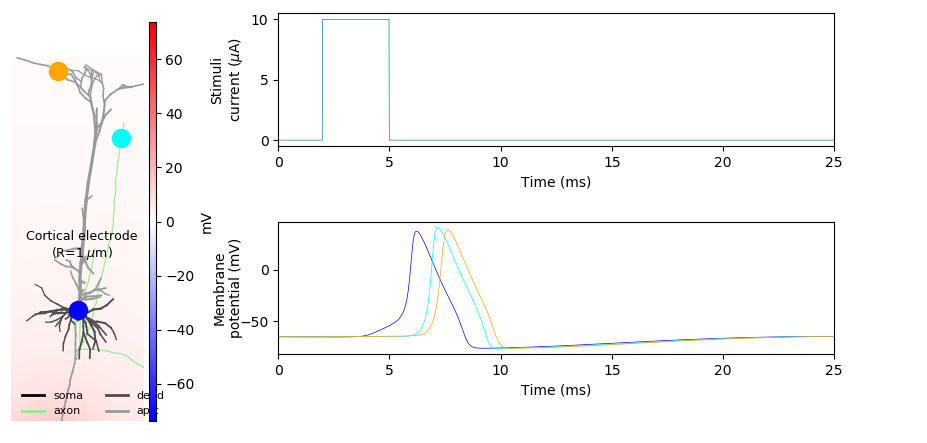 Cortical electrode
(R=1 μm)
soma
axon
60
40
20
0
−20
−40
−60
mV
Stimuli
current (μA)
10
5
0
0 5 10 15 20 25
Time (ms)
Membrane
potential (mV)
0
−50
0 5 10 15 20 25
Time (ms)